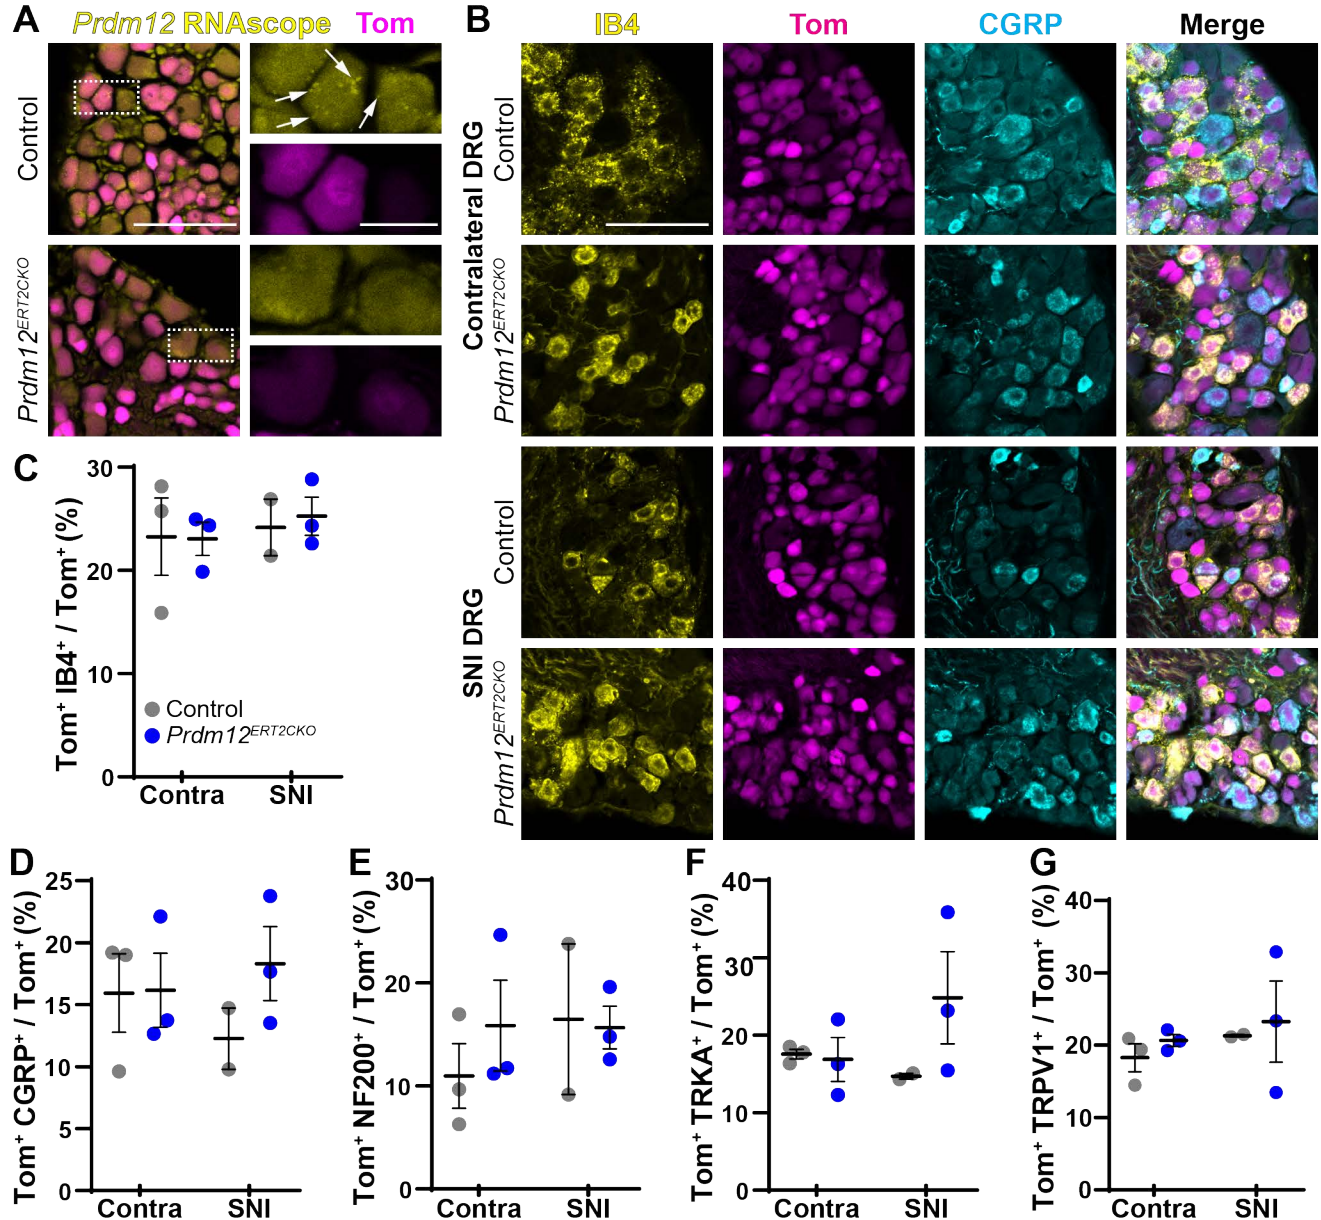 A
Prdm12 RNAscope Tom
Control
Prdm12ERT2CKO
B
IB4 Tom CGRP Merge
Contralateral DRG
Control
Prdm12ERT2CKO
SNI DRG
Control
Prdm12ERT2CKO
C
Tom+ IB4+ / Tom+ (%)
30
20
10
0
Control
Prdm12ERT2CKO
Contra SNI
D
Tom+ CGRP+ / Tom+ (%)
25
20
15
10
5
0
Contra SNI
E
Tom+ NF200+ / Tom+ (%)
30
20
10
0
Contra SNI
F
Tom+ TRKA+ / Tom+ (%)
40
30
20
10
0
Contra SNI
G
Tom+ TRPV1+ / Tom+ (%)
40
30
20
10
0
Contra SNI